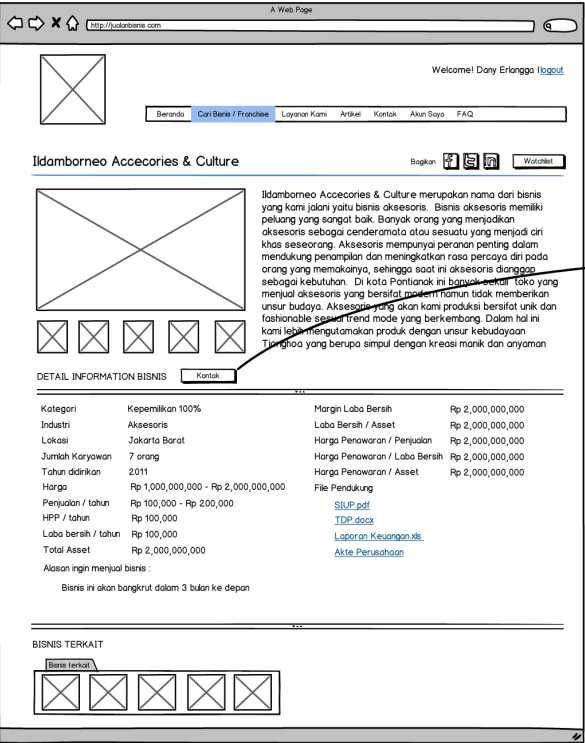 A Web Page
http://jualanbisnis.com
Welcome! Dany Erlangga | logout
Beranda Cari Bisnis / Franchise Layanan Kami Artikel Kontak Akun Saya FAQ
Ildamborneo Accecories & Culture
Bagikan
Watchlist
Ildamborneo Accecories & Culture merupakan nama dari bisnis
yang kami jalani yaitu bisnis aksesoris. Bisnis aksesoris memiliki
peluang yang sangat baik. Banyak orang yang menjadikan
aksesoris sebagai cenderamata atau sesuatu yang menjadi ciri
khas seseorang. Aksesoris mempunyai peranan penting dalam
mendukung penampilan dan meningkatkan rasa percaya diri pada
orang yang memakainya, sehingga saat ini aksesoris dianggap
sebagai kebutuhan. Di kota Pontianak ini banyak sekali toko yang
menjual aksesoris yang bersifat modern namun tidak memberikan
unsur budaya. Aksesoris yang akan kami produksi bersifat unik dan
fashionable sesuai trend mode yang berkembang. Dalam hal ini
kami lebih mengutamakan produk dengan unsur kebudayaan
Tionghoa yang berupa simpul dengan kreasi manik dan anyaman
DETAIL INFORMATION BISNIS
Kontak
Kategori Kepemilikan 100%
Industri Aksesoris
Lokasi Jakarta Barat
Jumlah Karyawan 7 orang
Tahun didirikan 2011
Harga Rp 1,000,000,000 - Rp 2,000,000,000
Penjualan / tahun Rp 100,000 - Rp 200,000
HPP / tahun Rp 100,000
Laba bersih / tahun Rp 100,000
Total Asset Rp 2,000,000,000
Alasan ingin menjual bisnis :
Bisnis ini akan bangkrut dalam 3 bulan ke depan
Margin Laba Bersih Rp 2,000,000,000
Laba Bersih / Asset Rp 2,000,000,000
Harga Penawaran / Penjualan Rp 2,000,000,000
Harga Penawaran / Laba Bersih Rp 2,000,000,000
Harga Penawaran / Asset Rp 2,000,000,000
File Pendukung
SIUP.pdf
TDP.docx
Laporan Keuangan.xls
Akte Perusahaan
BISNIS TERKAIT
Bisnis terkait